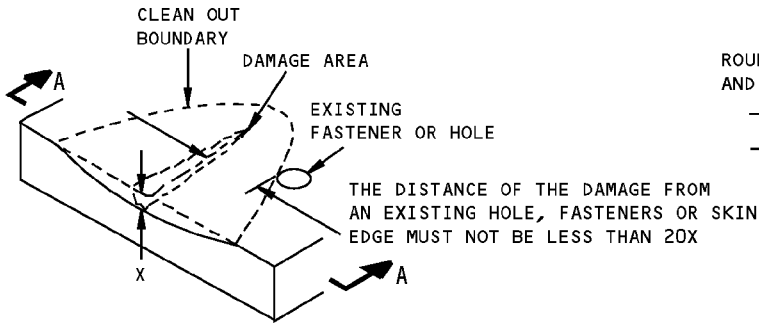 CLEAN OUT
BOUNDARY
DAMAGE AREA
A
EXISTING
FASTENER OR HOLE
THE DISTANCE OF THE DAMAGE FROM
AN EXISTING HOLE, FASTENERS OR SKIN
EDGE MUST NOT BE LESS THAN 20X
X
A
AND